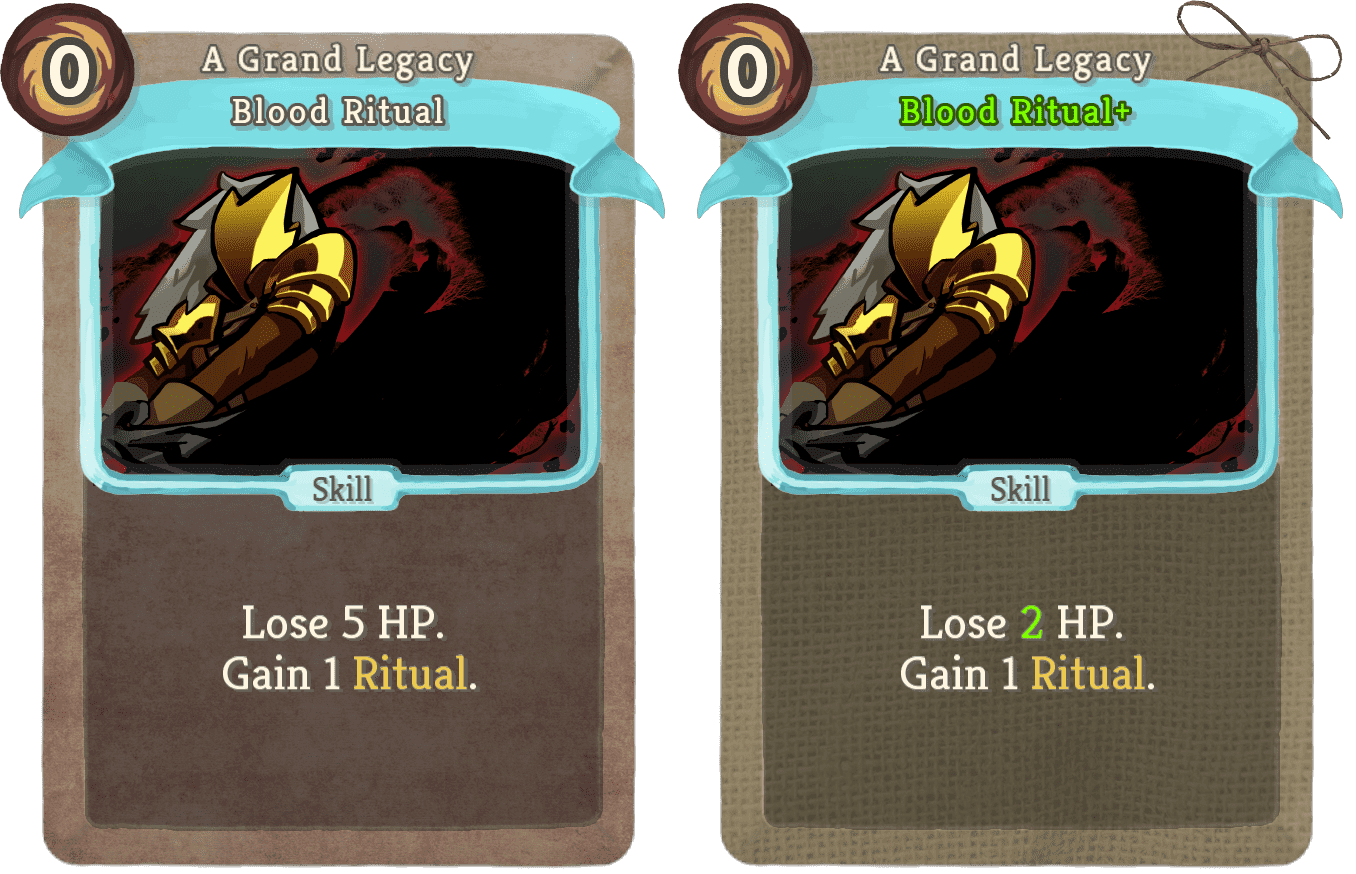 0
A Grand Legacy
Blood Ritual
Skill
Lose 5 HP.
Gain 1 Ritual.
0
A Grand Legacy
Blood Ritual+
Skill
Lose 2 HP.
Gain 1 Ritual.